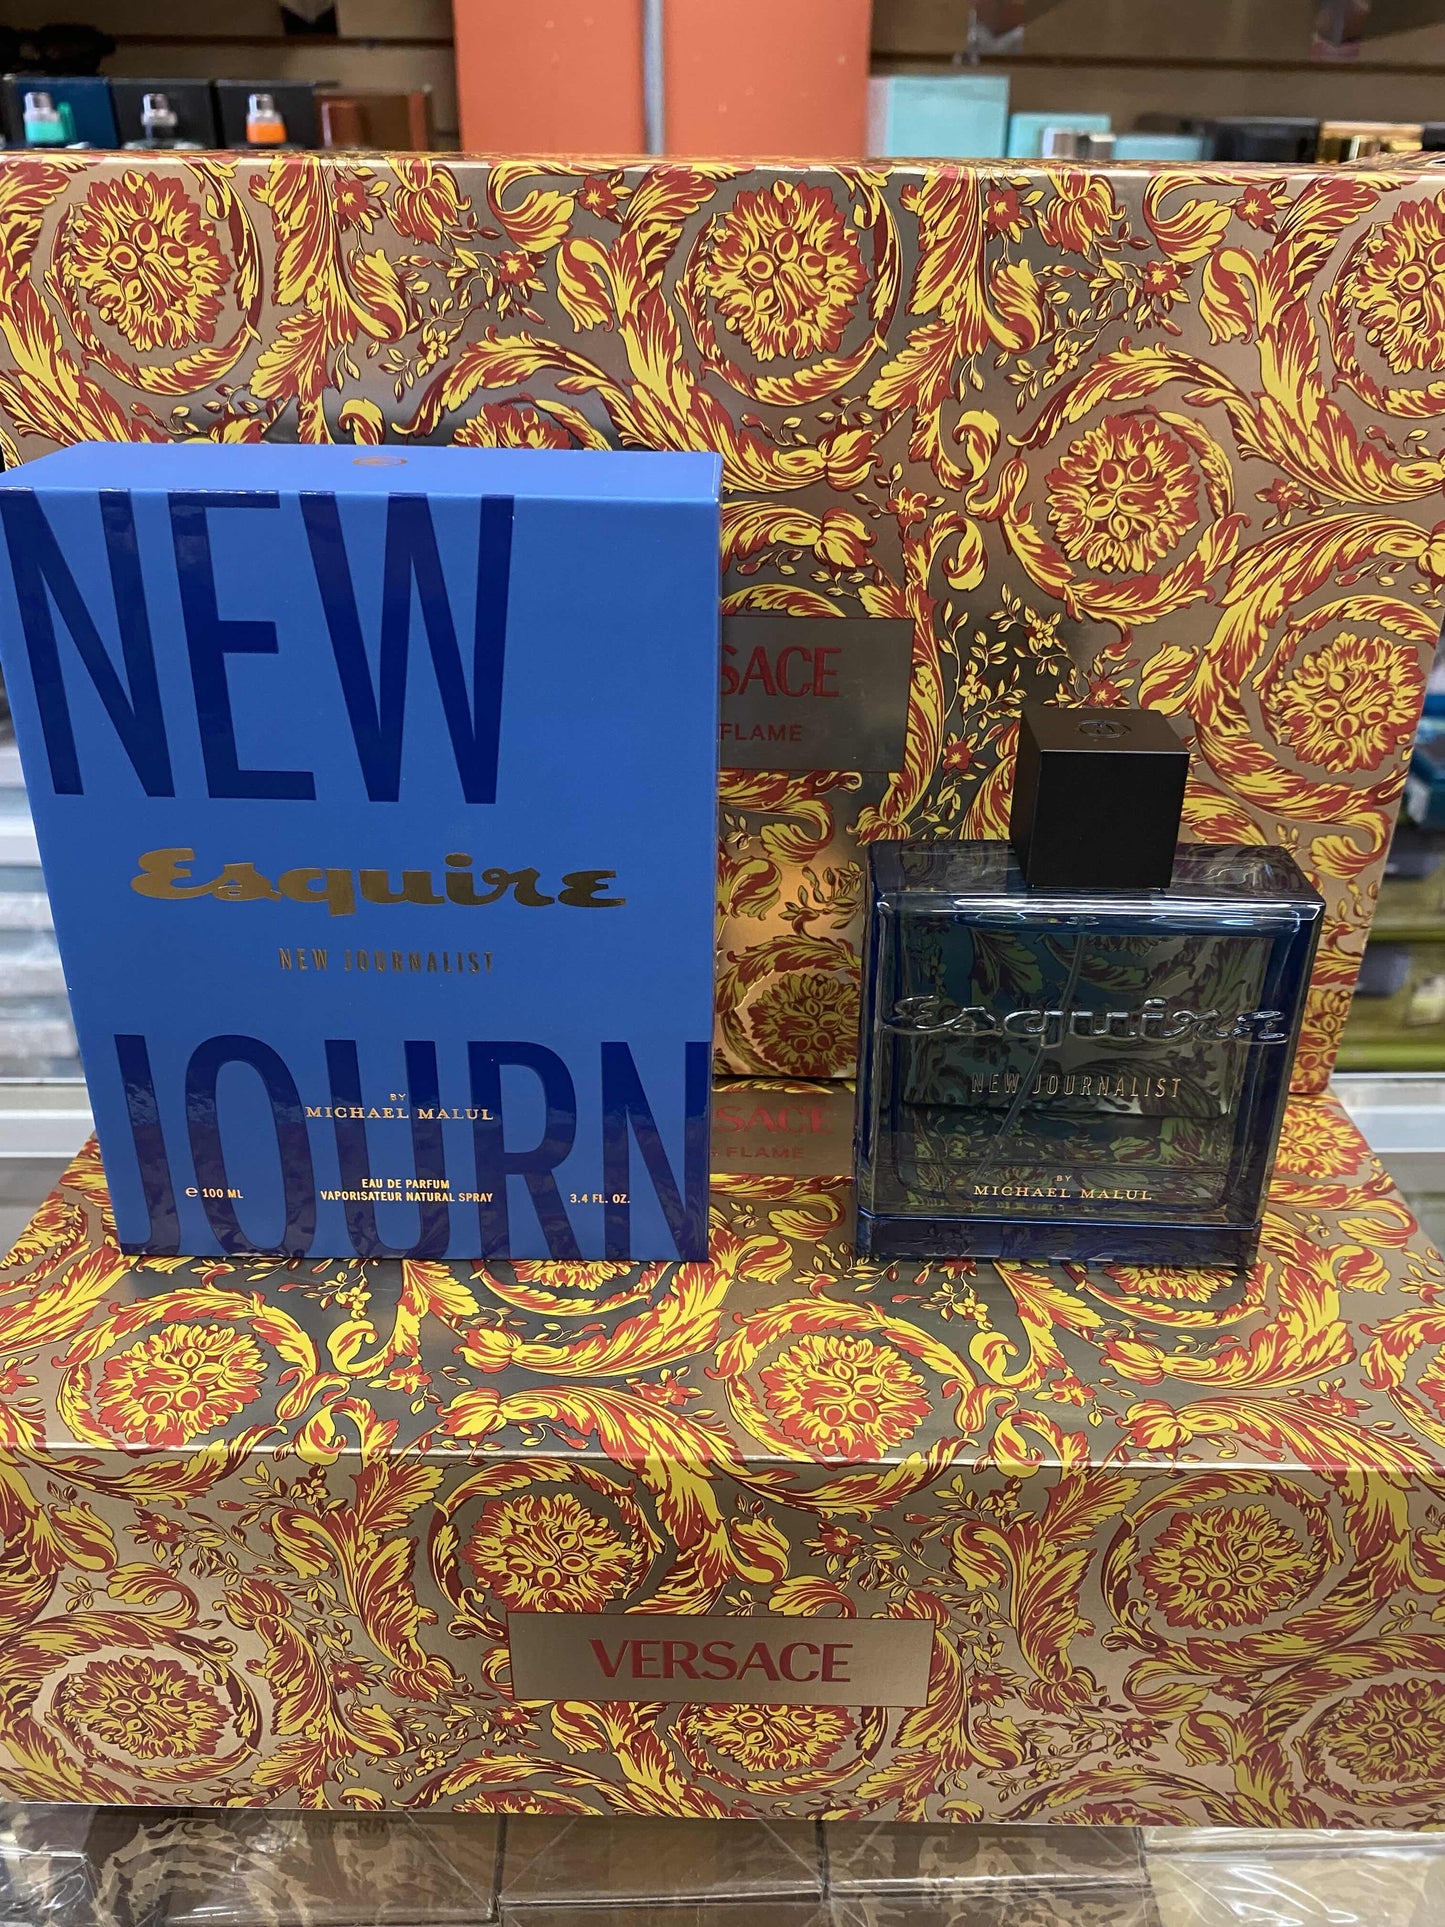 NEW
Esquire
NEW JOURNALIST
JOURN
BY
MICHAEL MALUL
EAU DE PARFUM
e 100 ML
VAPORISATEUR NATURAL SPRAY
3.4 FL. OZ.
SACE
FLAME
Esquire
NEW JOURNALIST
BY
MICHAEL MALUL
SACE
FLAME
VERSACE